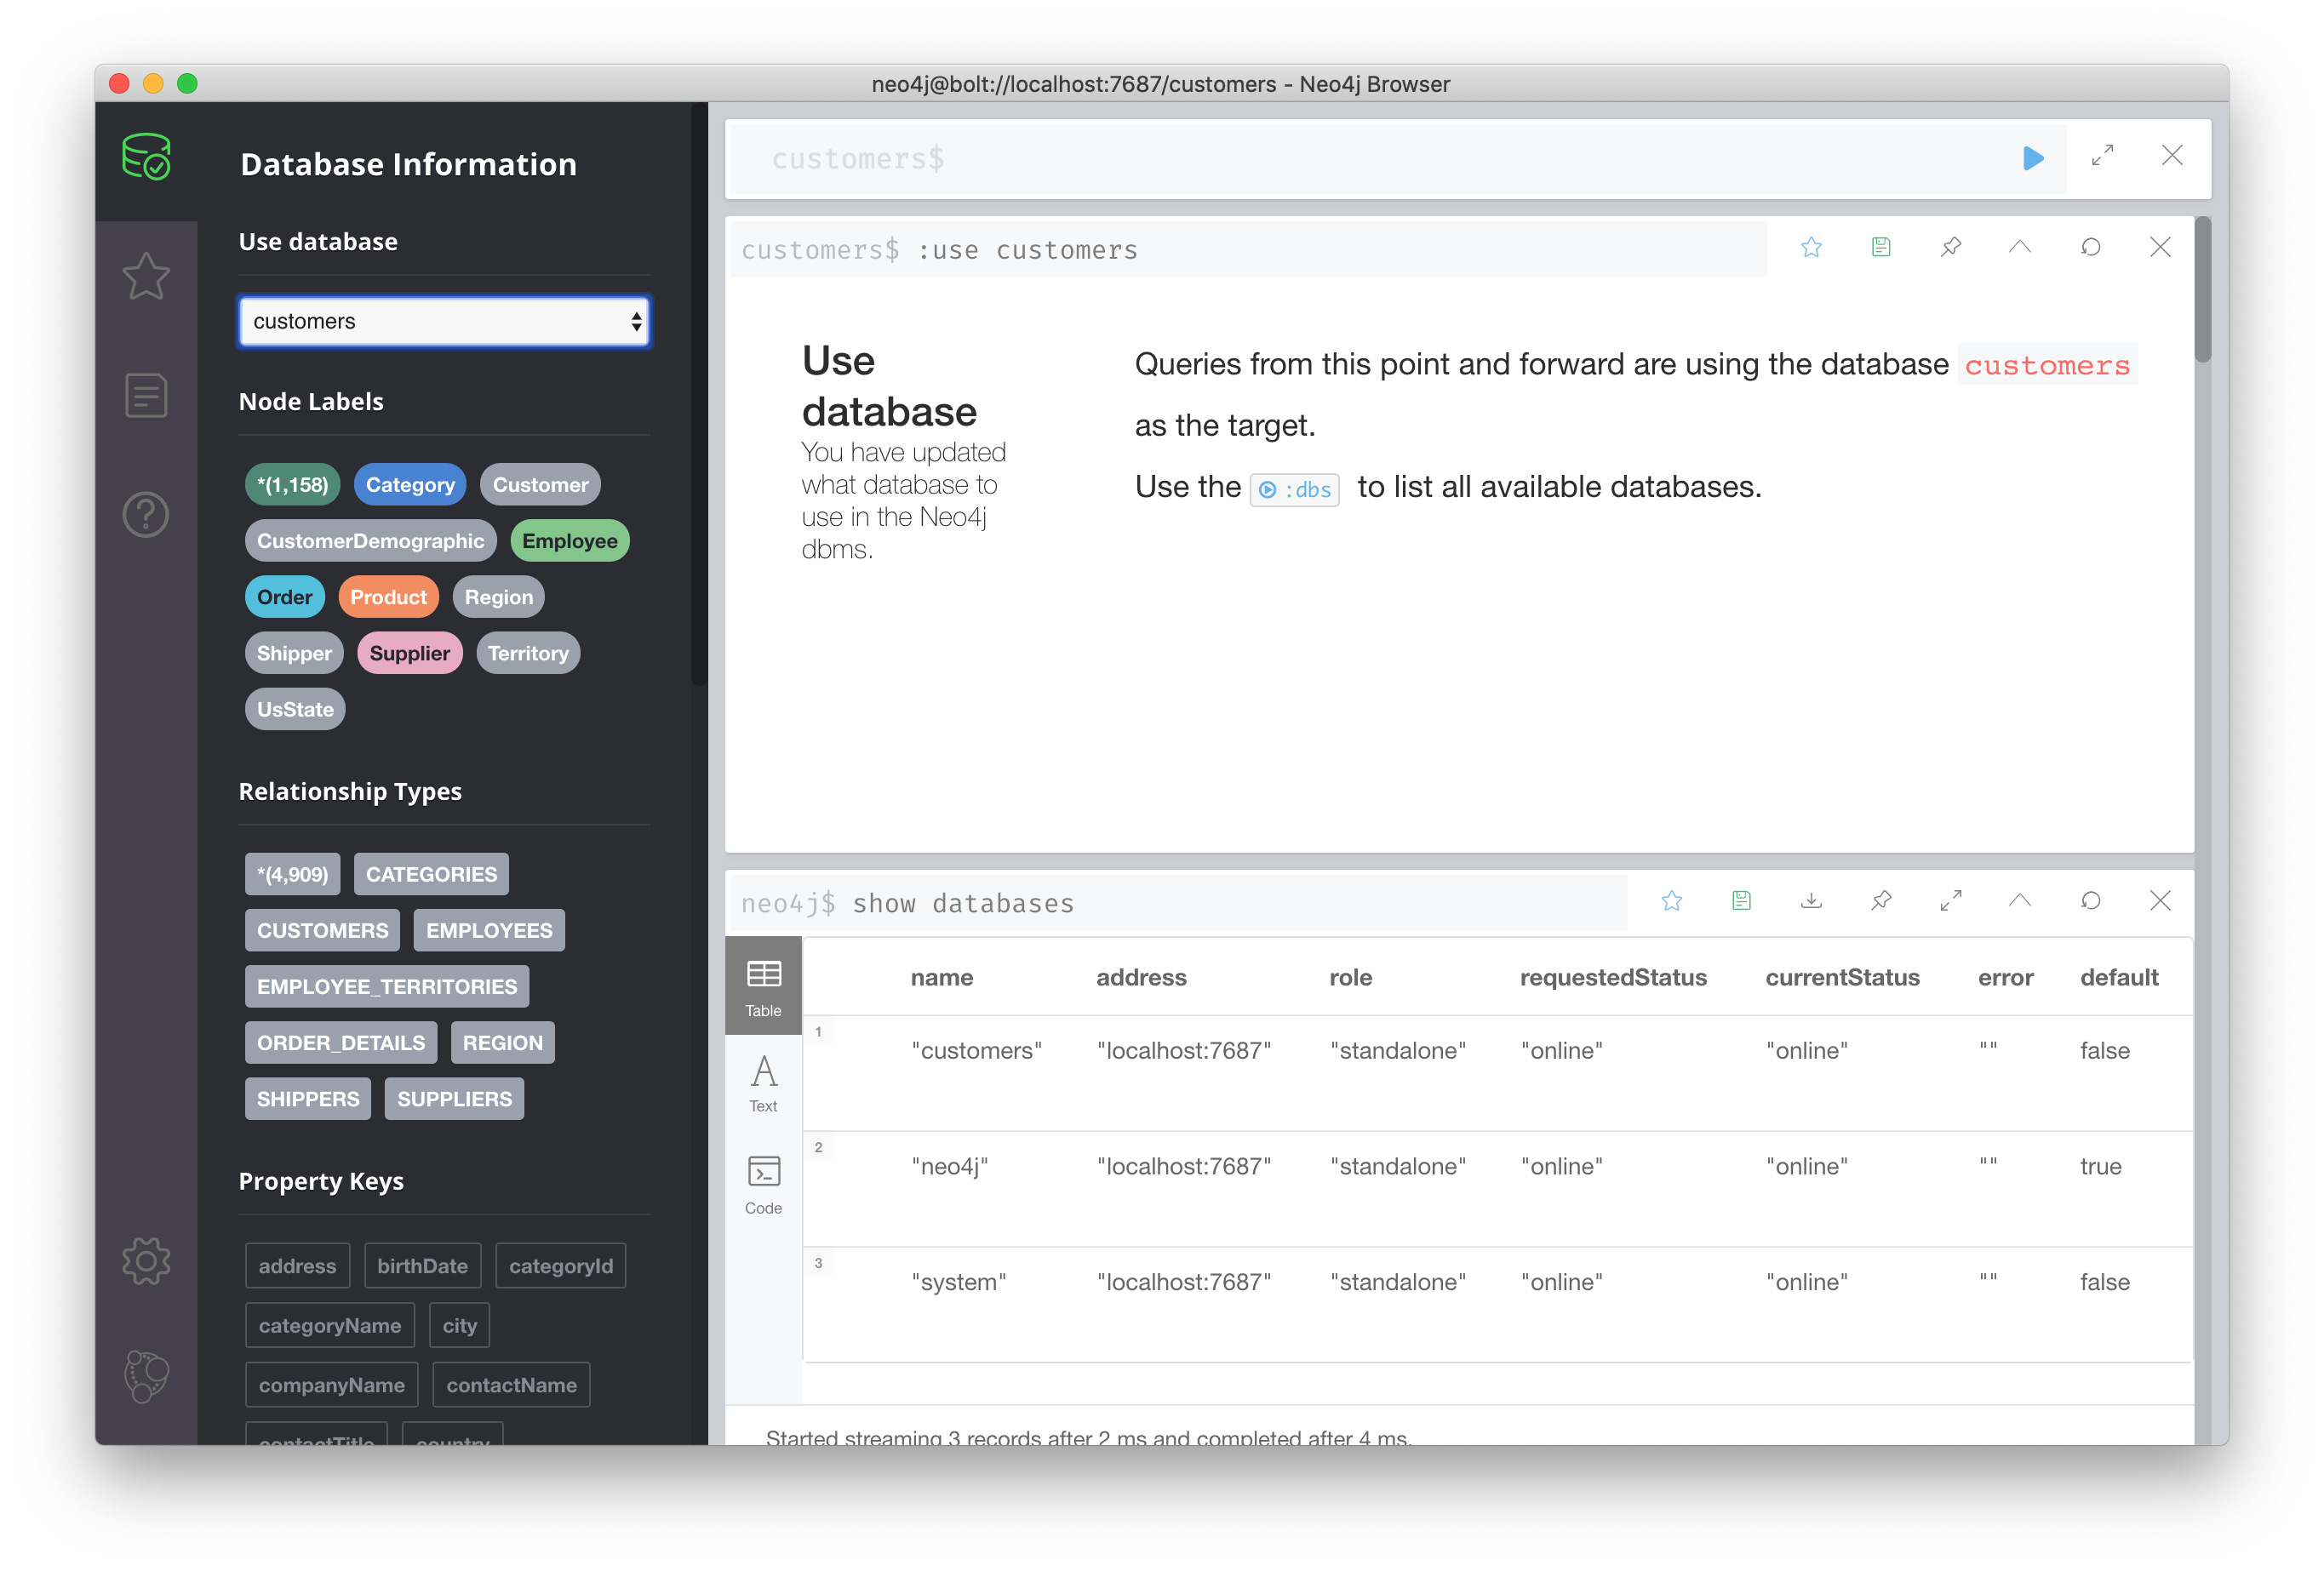 neo4j@bolt://localhost:7687/customers - Neo4j Browser
Database Information
Use database
customers
Node Labels
*(1,158) Category Customer
CustomerDemographic Employee
Order Product Region
Shipper Supplier Territory
UsState
Relationship Types
*(4,909) CATEGORIES
CUSTOMERS EMPLOYEES
EMPLOYEE_TERRITORIES
ORDER_DETAILS REGION
SHIPPERS SUPPLIERS
Property Keys
address birthDate categoryId
categoryName city
companyName contactName
contactTitle country
customers$
customers$ :use customers
Use
database
You have updated
what database to
use in the Neo4j
dbms.
Queries from this point and forward are using the database customers
as the target.
Use the :dbs to list all available databases.
neo4j$ show databases
Table
Text
Code
name address role requestedStatus currentStatus error default
1 "customers" "localhost:7687" "standalone" "online" "online" "" false
2 "neo4j" "localhost:7687" "standalone" "online" "online" "" true
3 "system" "localhost:7687" "standalone" "online" "online" "" false
Started streaming 3 records after 2 ms and completed after 4 ms.